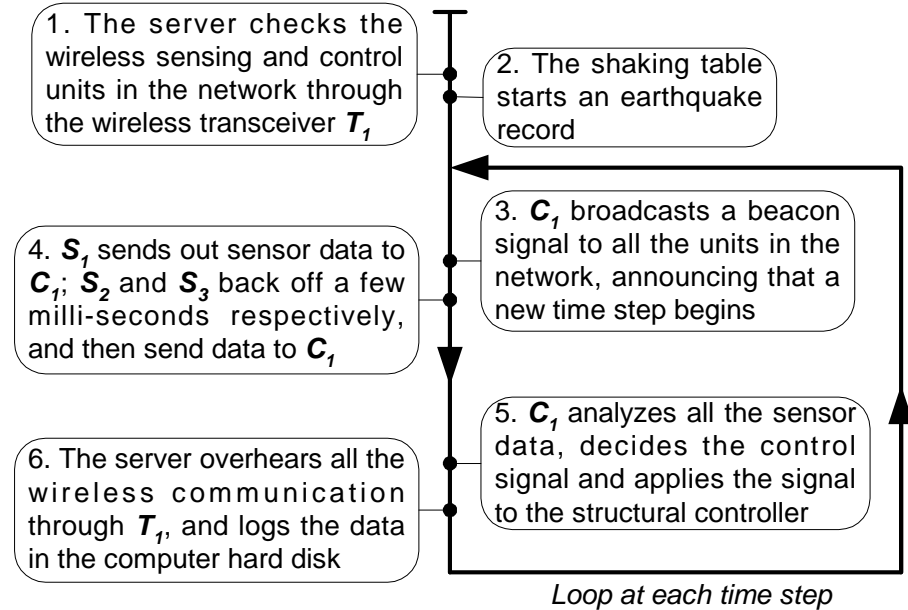 1. The server checks the
wireless sensing and control
units in the network through
the wireless transceiver T1
2. The shaking table
starts an earthquake
record
3. C1 broadcasts a beacon
signal to all the units in the
network, announcing that a
new time step begins
4. S1 sends out sensor data to
C1; S2 and S3 back off a few
milli-seconds respectively,
and then send data to C1
5. C1 analyzes all the sensor
data, decides the control
signal and applies the signal
to the structural controller
6. The server overhears all the
wireless communication
through T1, and logs the data
in the computer hard disk
Loop at each time step